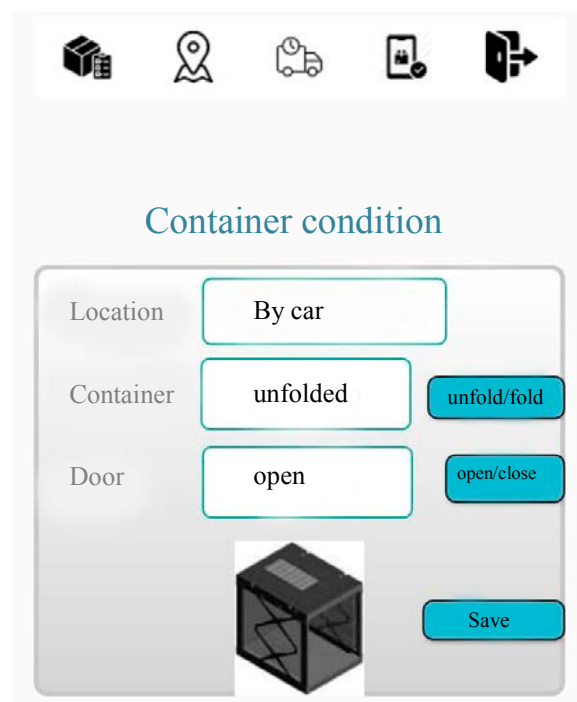 Container condition
Location By car
Container unfolded unfold/fold
Door open open/close
Save